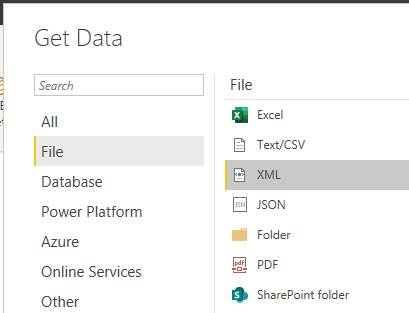 Get Data
Search
All
File
Database
Power Platform
Azure
Online Services
Other
File
Excel
Text/CSV
XML
JSON
Folder
PDF
SharePoint folder